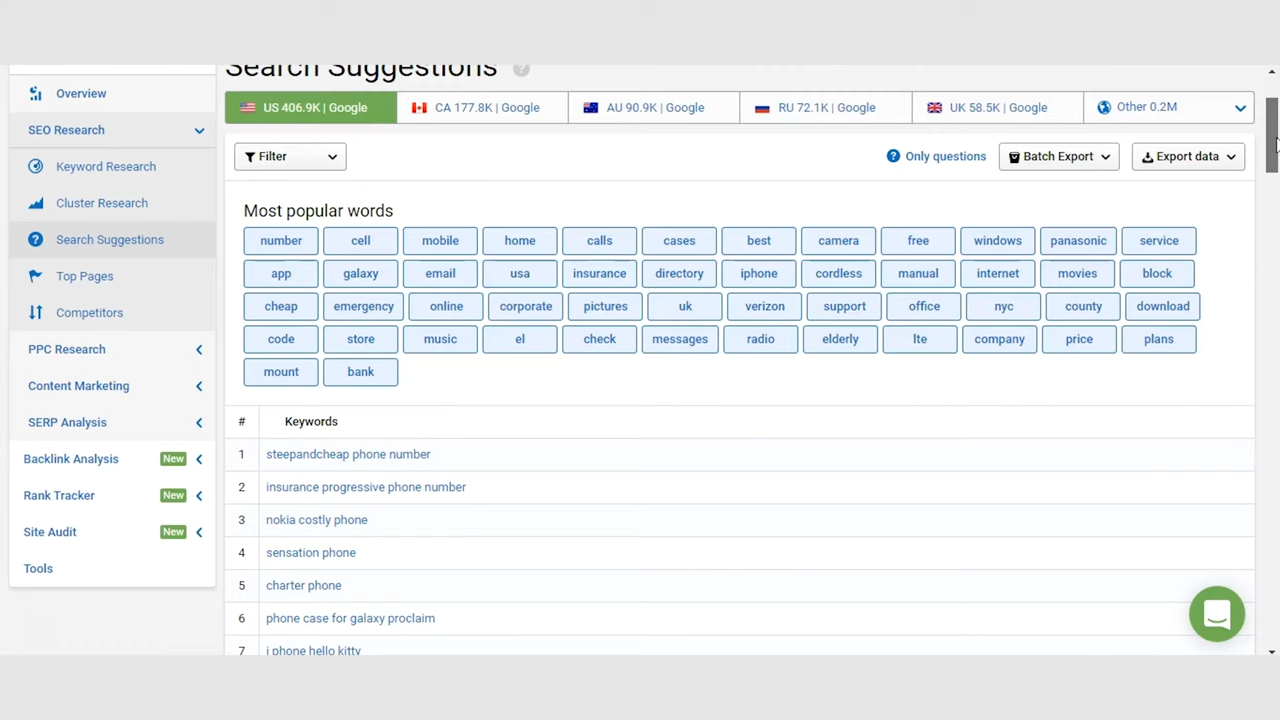 Search Suggestions
Overview
SEO Research
Keyword Research
Cluster Research
Search Suggestions
Top Pages
Competitors
PPC Research
Content Marketing
SERP Analysis
Backlink Analysis New
Rank Tracker New
Site Audit New
Tools
US 406.9K | Google CA 177.8K | Google AU 90.9K | Google RU 72.1K | Google UK 58.5K | Google Other 0.2M
Filter Only questions Batch Export Export data
Most popular words
number cell mobile home calls cases best camera free windows panasonic service
app galaxy email usa insurance directory iphone cordless manual internet movies block
cheap emergency online corporate pictures uk verizon support office nyc county download
code store music el check messages radio elderly lte company price plans
mount bank
# Keywords
1 steepandcheap phone number
2 insurance progressive phone number
3 nokia costly phone
4 sensation phone
5 charter phone
6 phone case for galaxy proclaim
7 i phone hello kitty